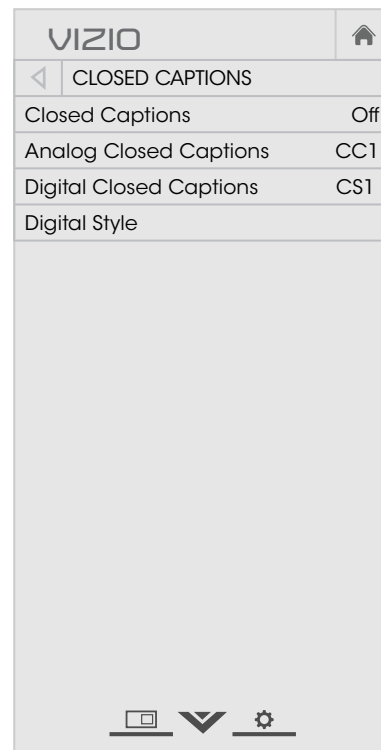 VIZIO
CLOSED CAPTIONS
Closed Captions Off
Analog Closed Captions CC1
Digital Closed Captions CS1
Digital Style